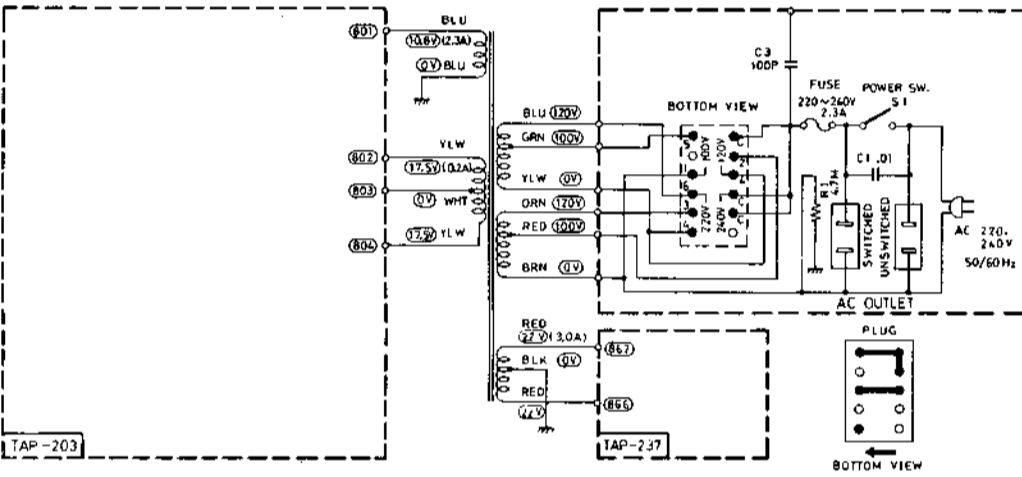 BLU
801
10.8V (2.3A)
0V BLU
802
YLW
17.5V (0.2A)
803
0V WHT
804
17.5V YLW
TAP-203
BLU 120V
GRN 100V
YLW 0V
ORN 120V
RED 100V
BRN 0V
RED
22V (3.0A)
BLK 0V
RED
22V
867
866
TAP-237
C3
100P
BOTTOM VIEW
100V
120V
220V
240V
FUSE
220~240V
2.3A
POWER SW.
S1
C1 .01
R1
4.7M
SWITCHED
UNSWITCHED
AC OUTLET
AC 220.
240V
50/60Hz
PLUG
BOTTOM VIEW